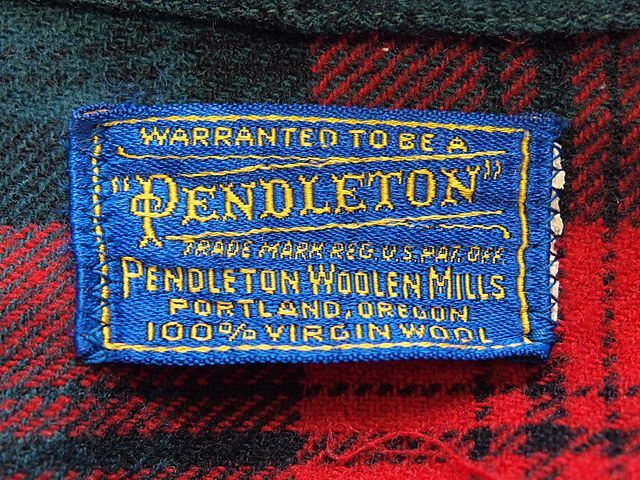 WARRANTED TO BE A
"PENDLETON"
TRADE MARK REG. U.S. PAT. OFF.
PENDLETON WOOLEN MILLS
PORTLAND, OREGON
100% VIRGIN WOOL